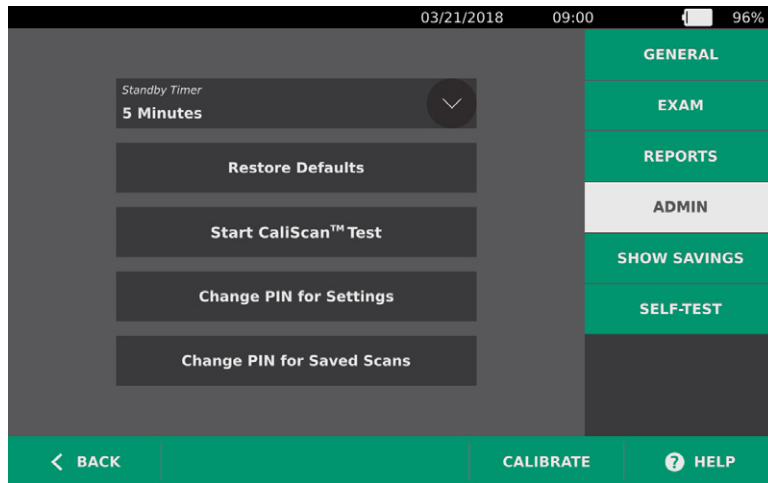 03/21/2018 09:00 96%
GENERAL
Standby Timer
5 Minutes
EXAM
Restore Defaults
REPORTS
Start CaliScan™ Test
ADMIN
Change PIN for Settings
SHOW SAVINGS
Change PIN for Saved Scans
SELF-TEST
BACK
CALIBRATE
? HELP